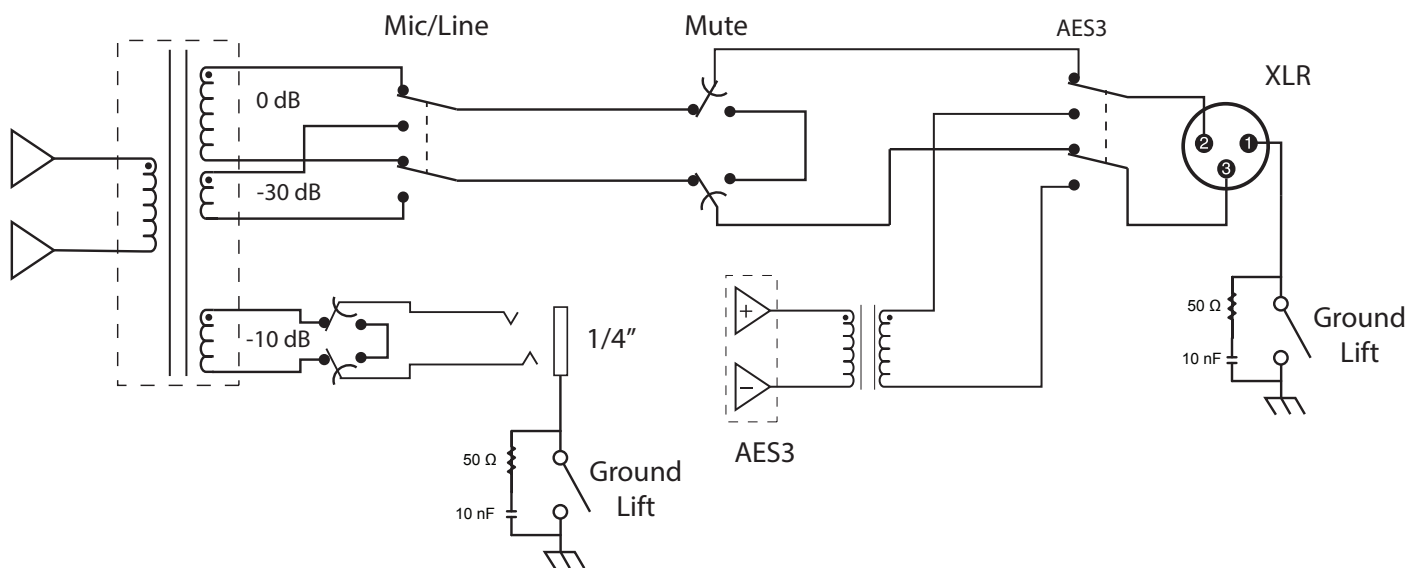 Mic/Line
Mute
AES3
XLR
0 dB
2
1
3
-30 dB
-10 dB
1/4”
+
−
AES3
50 Ω
10 nF
Ground
Lift
50 Ω
10 nF
Ground
Lift